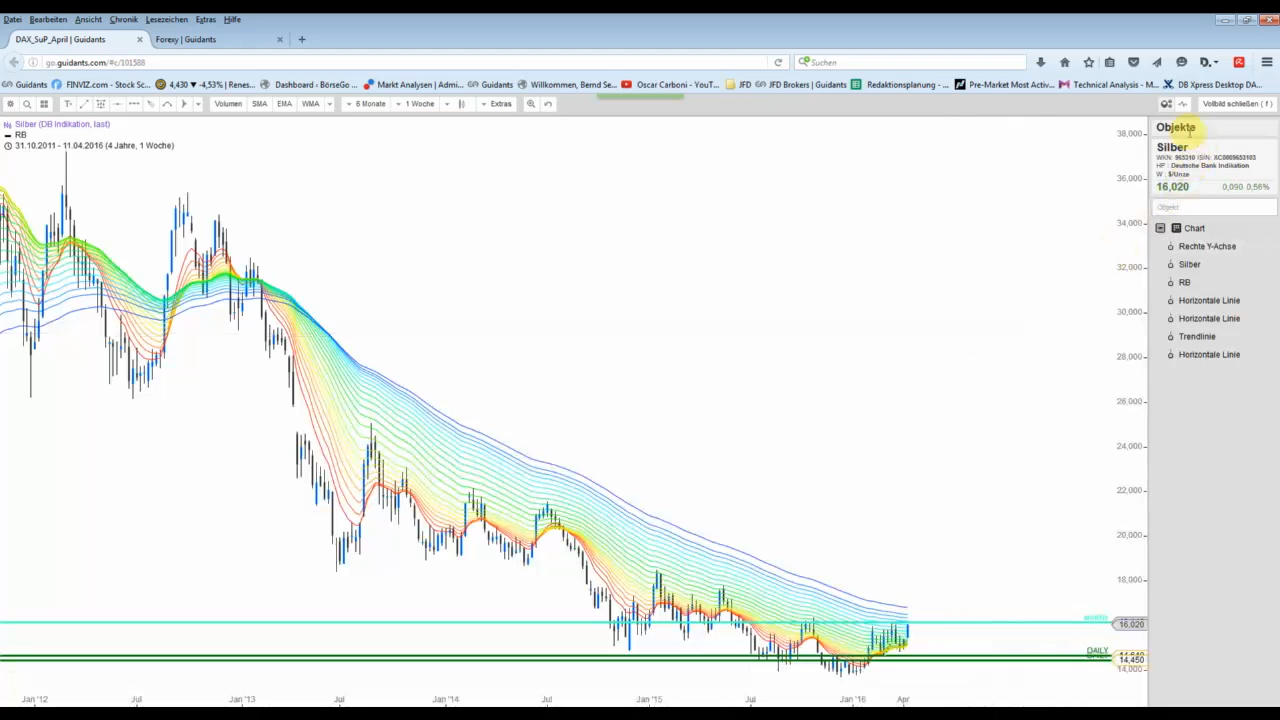 Datei Bearbeiten Ansicht Chronik Lesezeichen Extras Hilfe
DAX_SuP_April | Guidants × Forexy | Guidants × +
go.guidants.com/#c/101588 Suchen
Guidants FINVIZ.com - Stock Sc... 4,430 ▼ -4,53% | Renes... Dashboard ‹ BörseGo ... Markt Analysen | Admi... Guidants Willkommen, Bernd Se... Oscar Carboni - YouT... JFD JFD Brokers | Guidants Redaktionsplanung - ... Pre-Market Most Activ... Technical Analysis - M... DB Xpress Desktop DA...
Volumen SMA EMA WMA 6 Monate 1 Woche Extras Vollbild schließen ( f )
Silber (DB Indikation, last)
RB
31.10.2011 - 11.04.2016 (4 Jahre, 1 Woche)
38,000
36,000
34,000
32,000
30,000
28,000
26,000
24,000
22,000
20,000
18,000
16,020
DAILY
14,450
14,000
Jan '12 Jul Jan '13 Jul Jan '14 Jul Jan '15 Jul Jan '16 Apr
Objekte
Silber
WKN: 965310 ISIN: XC0009653103
HP : Deutsche Bank Indikation
W : $/Unze
16,020 0,090 0,56%
Objekt
Chart
Rechte Y-Achse
Silber
RB
Horizontale Linie
Horizontale Linie
Trendlinie
Horizontale Linie